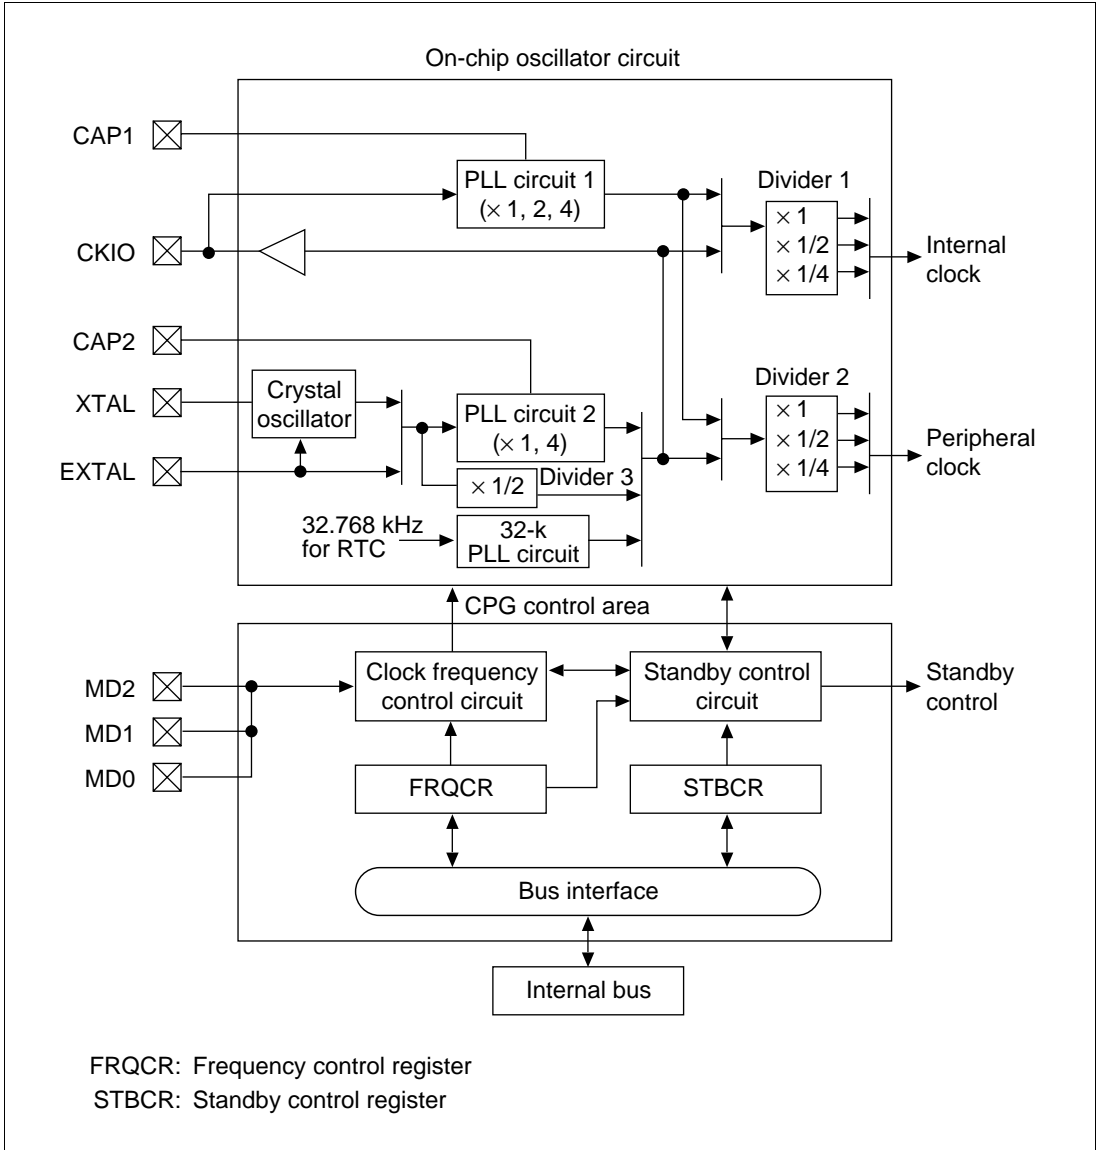 On-chip oscillator circuit
CAP1
PLL circuit 1
(× 1, 2, 4)
Divider 1
× 1
× 1/2
× 1/4
CKIO
Internal
clock
CAP2
XTAL
Crystal
oscillator
PLL circuit 2
(× 1, 4)
Divider 2
× 1
× 1/2
× 1/4
Peripheral
clock
EXTAL
× 1/2
Divider 3
32.768 kHz
for RTC
32-k
PLL circuit
CPG control area
MD2
MD1
MD0
Clock frequency
control circuit
Standby control
circuit
Standby
control
FRQCR
STBCR
Bus interface
Internal bus
FRQCR: Frequency control register
STBCR: Standby control register